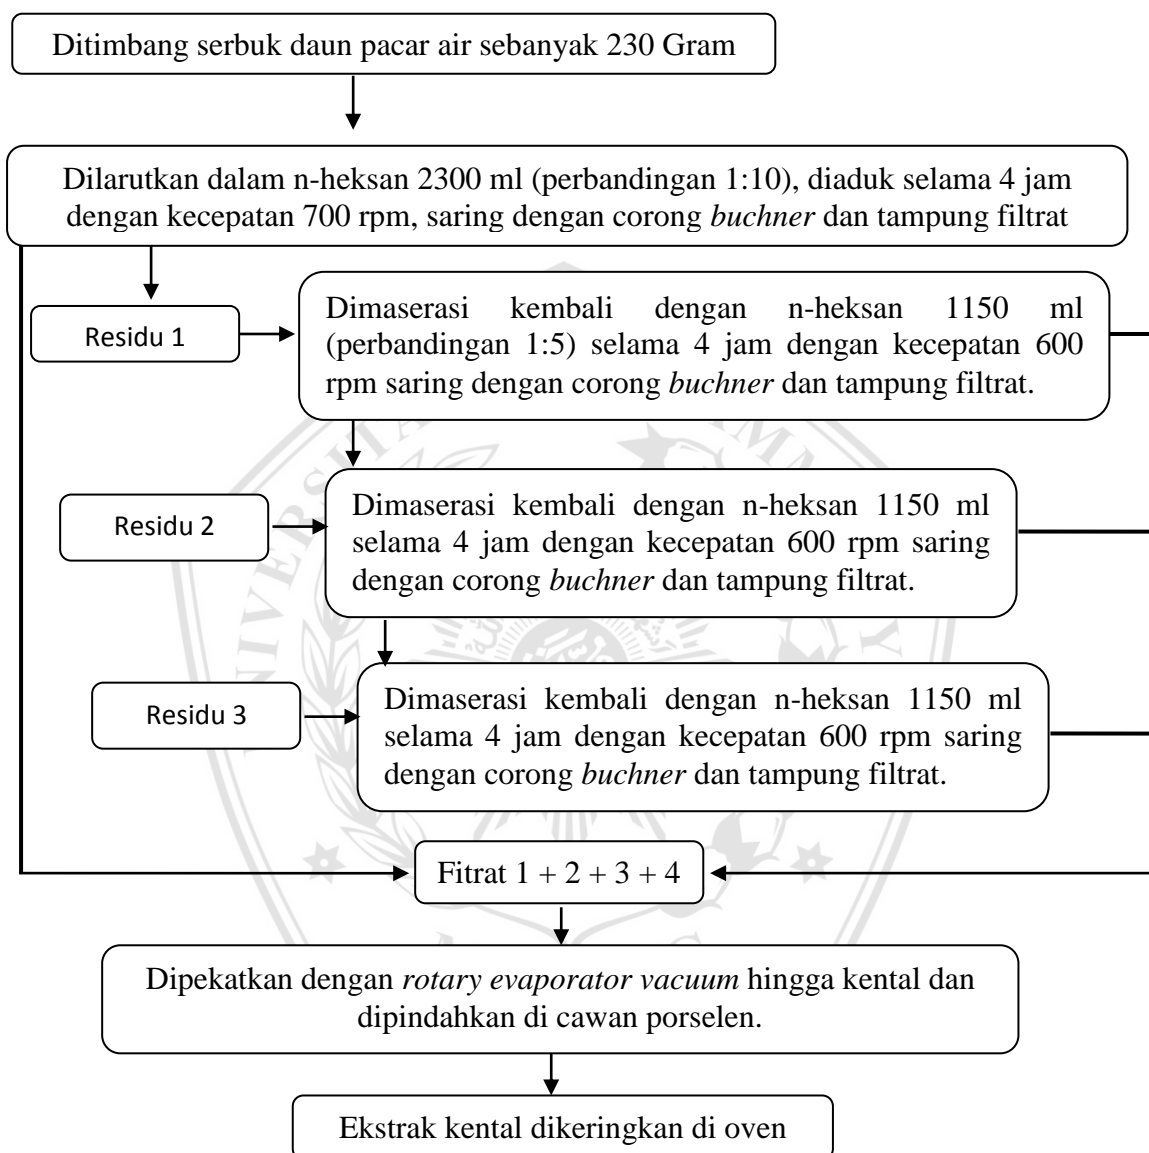 Ditimbang serbuk daun pacar air sebanyak 230 Gram
Dilarutkan dalam n-heksan 2300 ml (perbandingan 1:10), diaduk selama 4 jam
dengan kecepatan 700 rpm, saring dengan corong buchner dan tampung filtrat
Residu 1
Dimaserasi kembali dengan n-heksan 1150 ml
(perbandingan 1:5) selama 4 jam dengan kecepatan 600
rpm saring dengan corong buchner dan tampung filtrat.
Residu 2
Dimaserasi kembali dengan n-heksan 1150 ml
selama 4 jam dengan kecepatan 600 rpm saring
dengan corong buchner dan tampung filtrat.
Residu 3
Dimaserasi kembali dengan n-heksan 1150 ml
selama 4 jam dengan kecepatan 600 rpm saring
dengan corong buchner dan tampung filtrat.
Fitrat 1 + 2 + 3 + 4
Dipekatkan dengan rotary evaporator vacuum hingga kental dan
dipindahkan di cawan porselen.
Ekstrak kental dikeringkan di oven